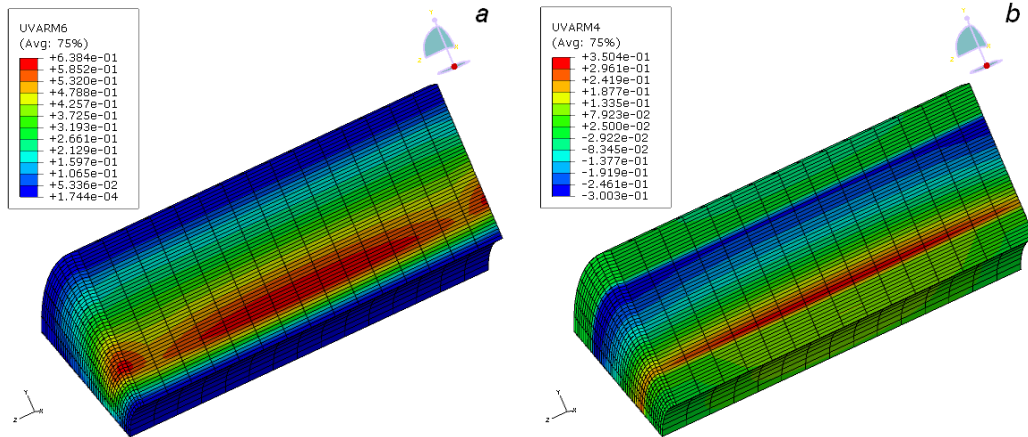 a
UVARM6
(Avg: 75%)
+6.384e-01
+5.852e-01
+5.320e-01
+4.788e-01
+4.257e-01
+3.725e-01
+3.193e-01
+2.661e-01
+2.129e-01
+1.597e-01
+1.065e-01
+5.336e-02
+1.744e-04
Y
X
Z
Y
Z
X
b
UVARM4
(Avg: 75%)
+3.504e-01
+2.961e-01
+2.419e-01
+1.877e-01
+1.335e-01
+7.923e-02
+2.500e-02
-2.922e-02
-8.345e-02
-1.377e-01
-1.919e-01
-2.461e-01
-3.003e-01
Y
X
Z
Y
Z
X